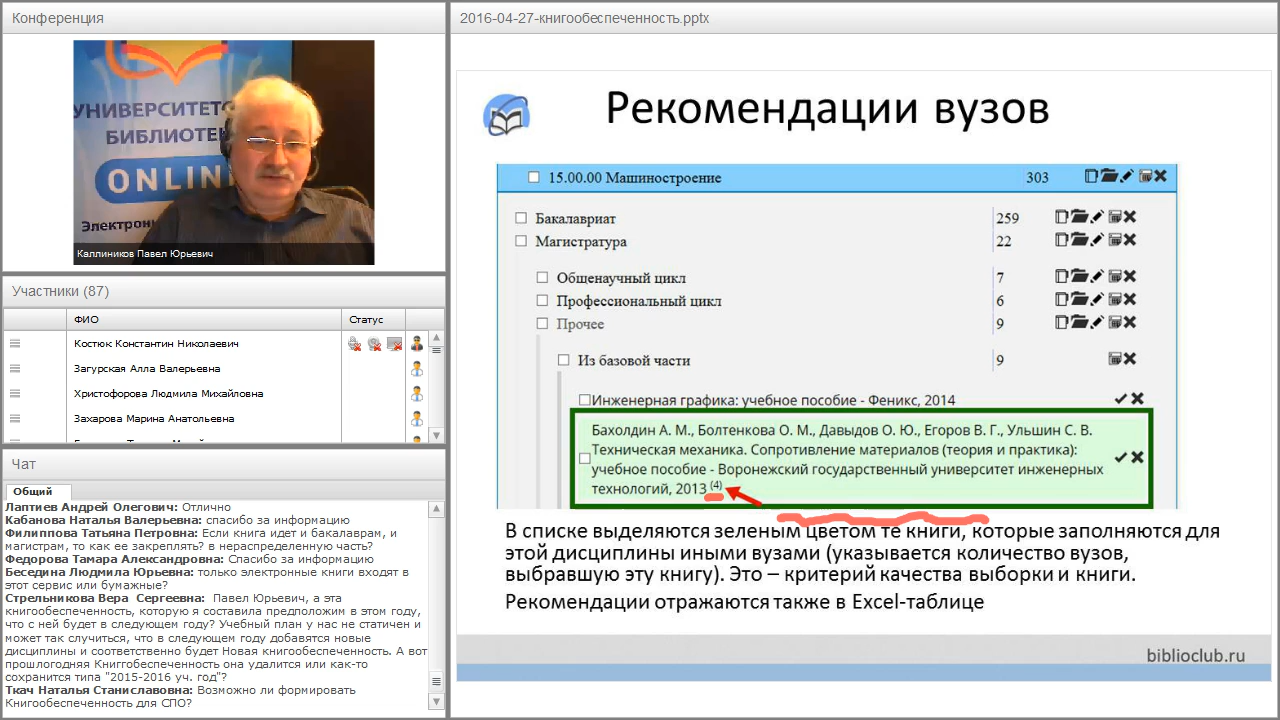 Конференция
УНИВЕРСИТЕТС
БИБЛИОТЕ
ONLIN
Электронн
Каллиников Павел Юрьевич
Участники (87)
ФИО
Статус
Костюк Константин Николаевич
Загурская Алла Валерьевна
Христофорова Людмила Михайловна
Захарова Марина Анатольевна
Чат
Общий
Лаптиев Андрей Олегович: Отлично
Кабанова Наталья Валерьевна: спасибо за информацию
Филиппова Татьяна Петровна: Если книга идет и бакалаврам, и
магистрам, то как ее закреплять? в нераспределенную часть?
Федорова Тамара Александровна: Спасибо за информацию
Беседина Людмила Юрьевна: только электронные книги входят в
этот сервис или бумажные?
Стрельникова Вера Сергеевна: Павел Юрьевич, а эта
книгообеспеченность, которую я составила предположим в этом году,
что с ней будет в следующем году? Учебный план у нас не статичен и
может так случиться, что в следующем году добавятся новые
дисциплины и соответственно будет Новая книгообеспеченность. А вот
прошлогодняя Книггобеспеченность она удалится или как-то
сохранится типа "2015-2016 уч. год"?
Ткач Наталья Станиславовна: Возможно ли формировать
Книгообеспеченность для СПО?
2016-04-27-книгообеспеченность.pptx
Рекомендации вузов
15.00.00 Машиностроение 303
Бакалавриат 259
Магистратура 22
Общенаучный цикл 7
Профессиональный цикл 6
Прочее 9
Из базовой части 9
Инженерная графика: учебное пособие - Феникс, 2014
Бахолдин А. М., Болтенкова О. М., Давыдов О. Ю., Егоров В. Г., Ульшин С. В.
Техническая механика. Сопротивление материалов (теория и практика):
учебное пособие - Воронежский государственный университет инженерных
технологий, 2013 (4)
В списке выделяются зеленым цветом те книги, которые заполняются для
этой дисциплины иными вузами (указывается количество вузов,
выбравшую эту книгу). Это – критерий качества выборки и книги.
Рекомендации отражаются также в Excel-таблице
biblioclub.ru